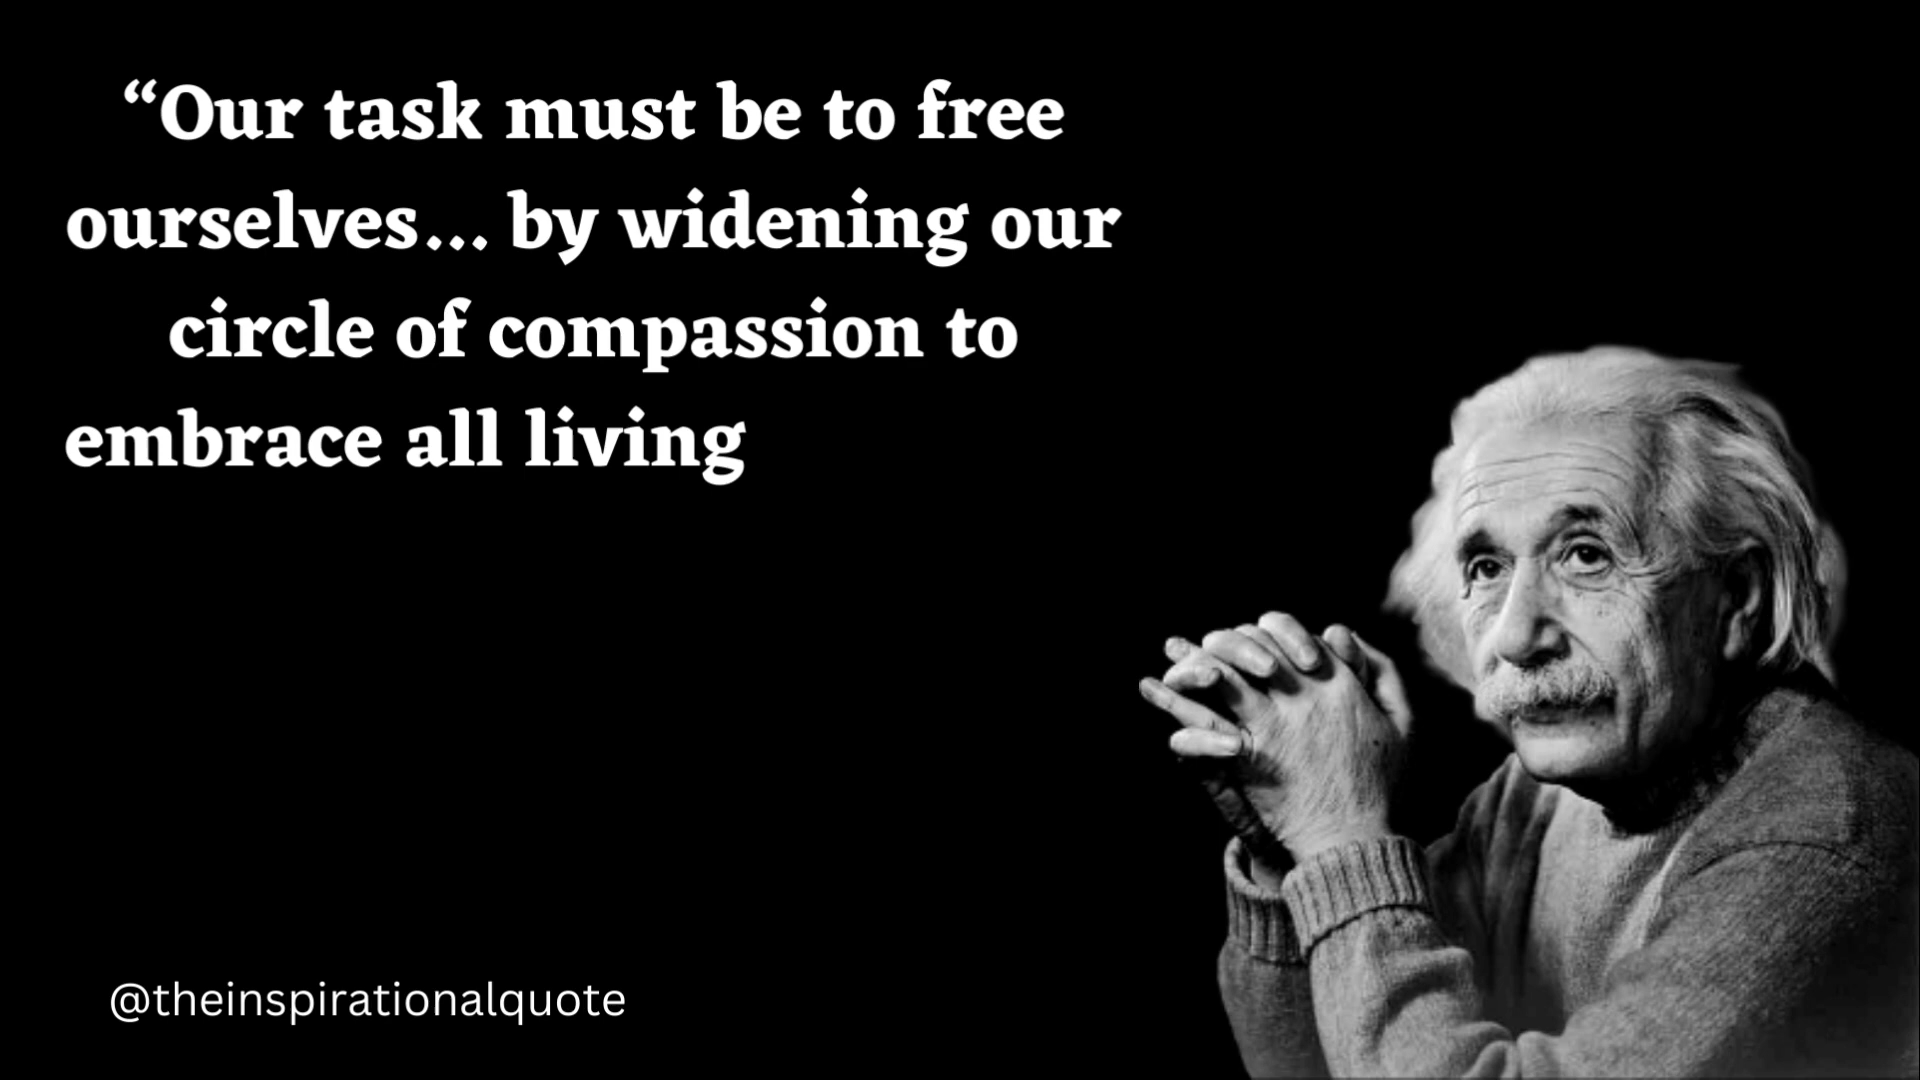 “Our task must be to free
ourselves... by widening our
circle of compassion to
embrace all living
@theinspirationalquote